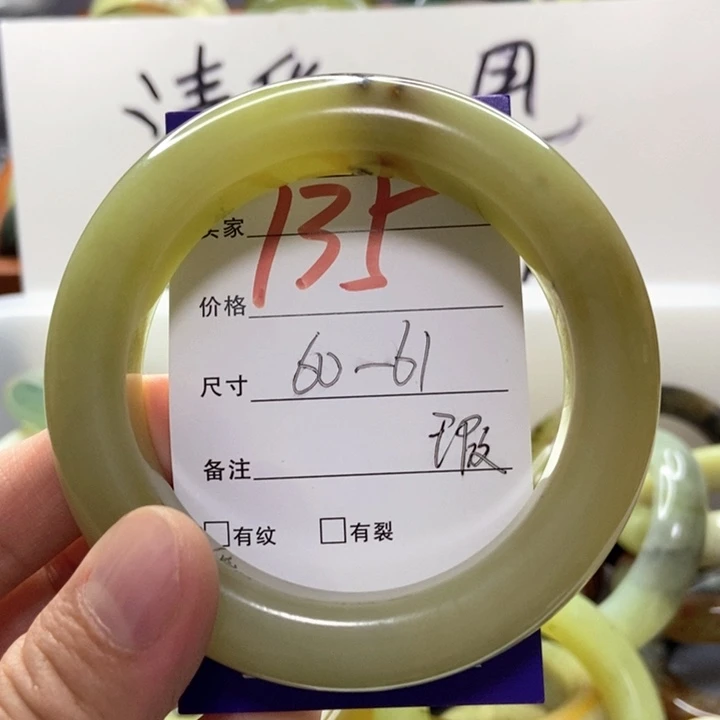 家 135
价格
尺寸 60-61
备注 瑕
□有纹 □有裂